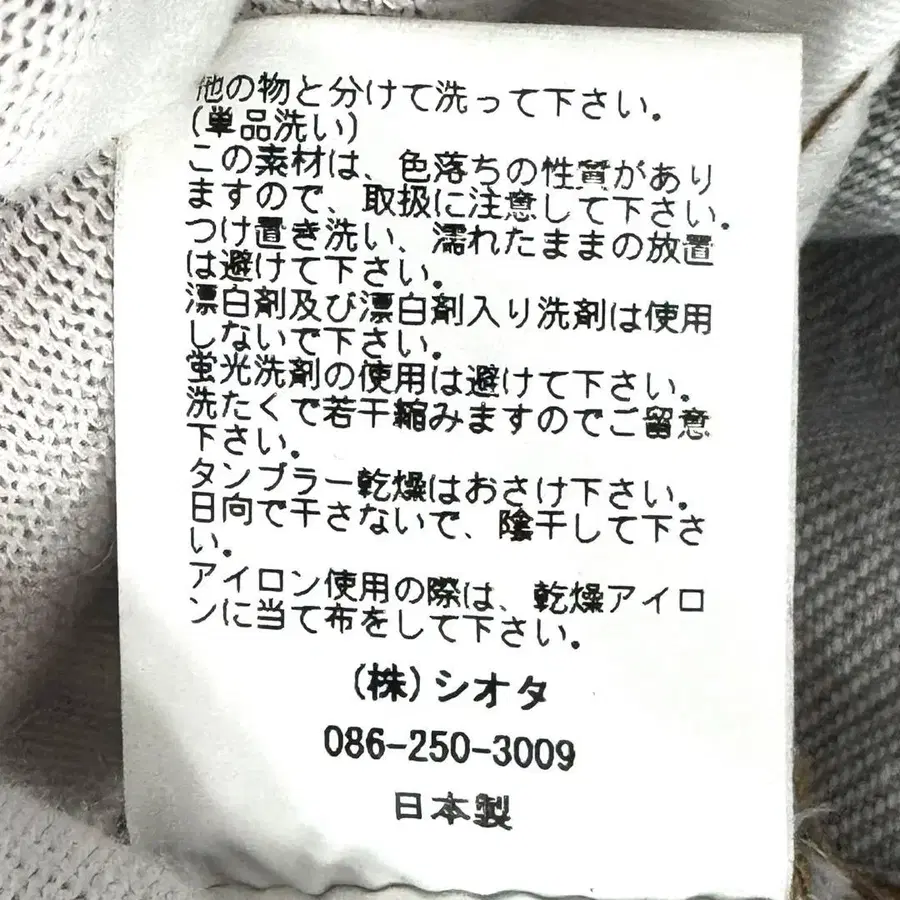 他の物と分けて洗って下さい。
(単品洗い)
この素材は、色落ちの性質があり
ますので、取扱に注意して下さい。
つけ置き洗い、濡れたままの放置
は避けて下さい。
漂白剤及び漂白剤入り洗剤は使用
しないで下さい。
蛍光洗剤の使用は避けて下さい。
洗たくで若干縮みますのでご留意
下さい。
タンブラー乾燥はおさけ下さい。
日向で干さないで、陰干して下さ
い。
アイロン使用の際は、乾燥アイロ
ンに当て布をして下さい。
(株)シオタ
086-250-3009
日本製